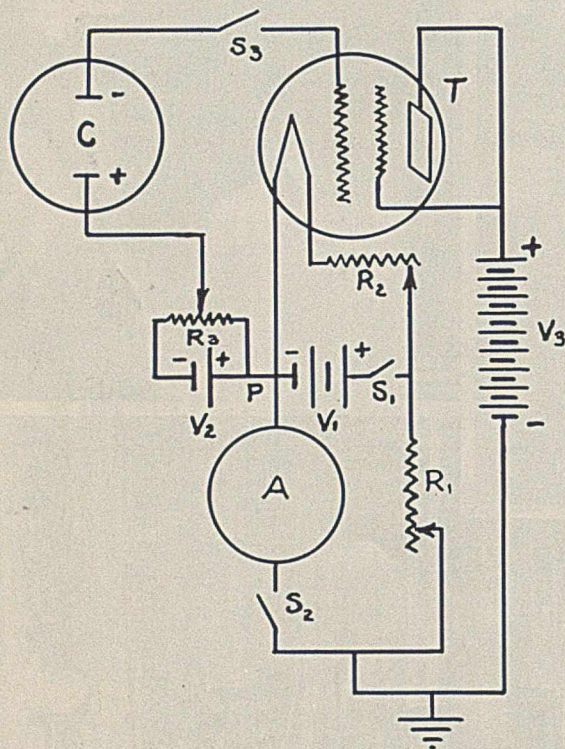 S3
T
-
C
+
+
R2
R3
V3
- +
- +
P
S1
V2
V1
-
A
R1
S2